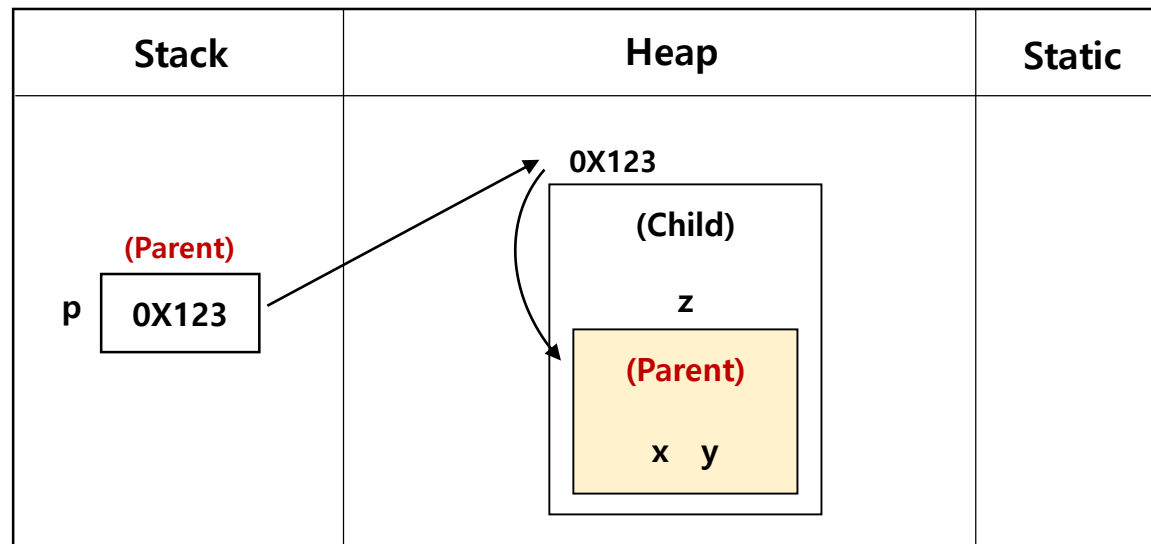 Stack Heap Static
0X123
(Child)
(Parent)
z
p 0X123
(Parent)
x y